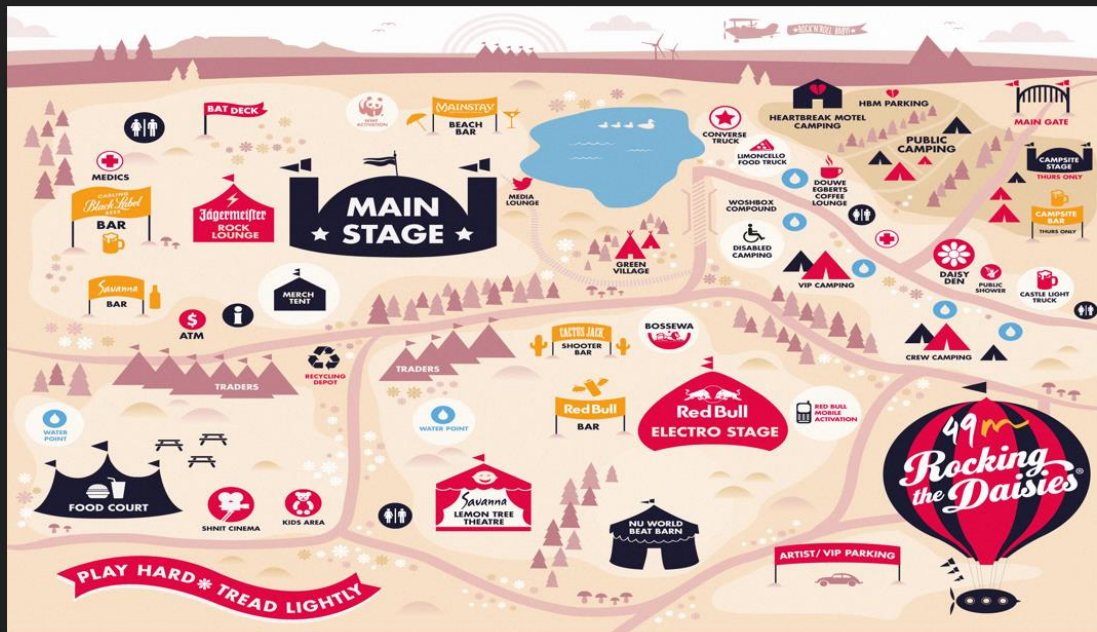 ROCK'N BULL BARN
BAT DECK
WWF
ACTIVATION
MAINSTAY
BEACH
BAR
CONVERSE
TRUCK
LIMONCELLO
FOOD TRUCK
HEARTBREAK MOTEL
CAMPING
HBM PARKING
PUBLIC
CAMPING
MAIN GATE
CAMPSITE
STAGE
THURS ONLY
CAMPSITE
BAR
THURS ONLY
MEDICS
CARLING
Black Label
BEER
BAR
Jägermeister
ROCK
LOUNGE
MAIN
STAGE
MEDIA
LOUNGE
DOUWE
EGBERTS
COFFEE
LOUNGE
WOSHBOX
COMPOUND
DISABLED
CAMPING
GREEN
VILLAGE
VIP CAMPING
DAISY
DEN
PUBLIC
SHOWER
CASTLE LIGHT
TRUCK
Savanna
BAR
MERCH
TENT
$
ATM
i
CREW CAMPING
TRADERS
RECYCLING
DEPOT
TRADERS
CACTUS JACK
SHOOTER
BAR
BOSSEWA
Red Bull
BAR
Red Bull
ELECTRO STAGE
RED BULL
MOBILE
ACTIVATION
WATER
POINT
WATER POINT
FOOD COURT
SHNIT CINEMA
KIDS AREA
Savanna
LEMON TREE
THEATRE
NU WORLD
BEAT BARN
49m
Rocking
the Daisies®
ARTIST/VIP PARKING
PLAY HARD TREAD LIGHTLY